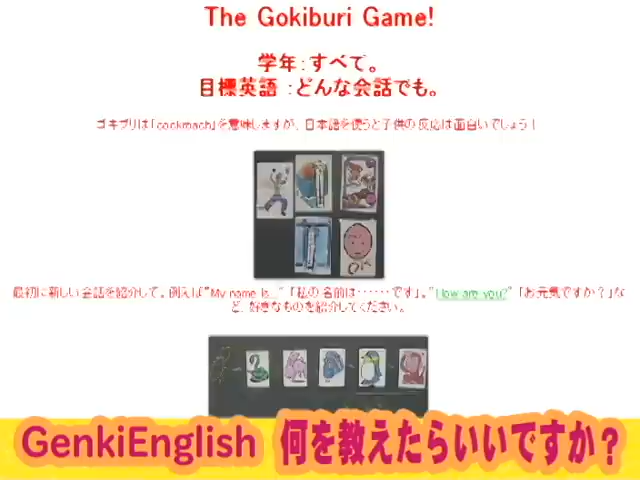 The Gokiburi Game!
学年：すべて。
目標英語 ：どんな会話でも。
ゴキブリは「cockroach」を意味しますが、日本語を使うと子供の反応は面白いでしょう！
OK
最初に新しい会話を紹介して。例えば"My name is..."「私の名前は・・・・・・です」。"How are you?"「お元気ですか？」な
ど、好きなものを紹介してください。
GenkiEnglish 何を教えたらいいですか？